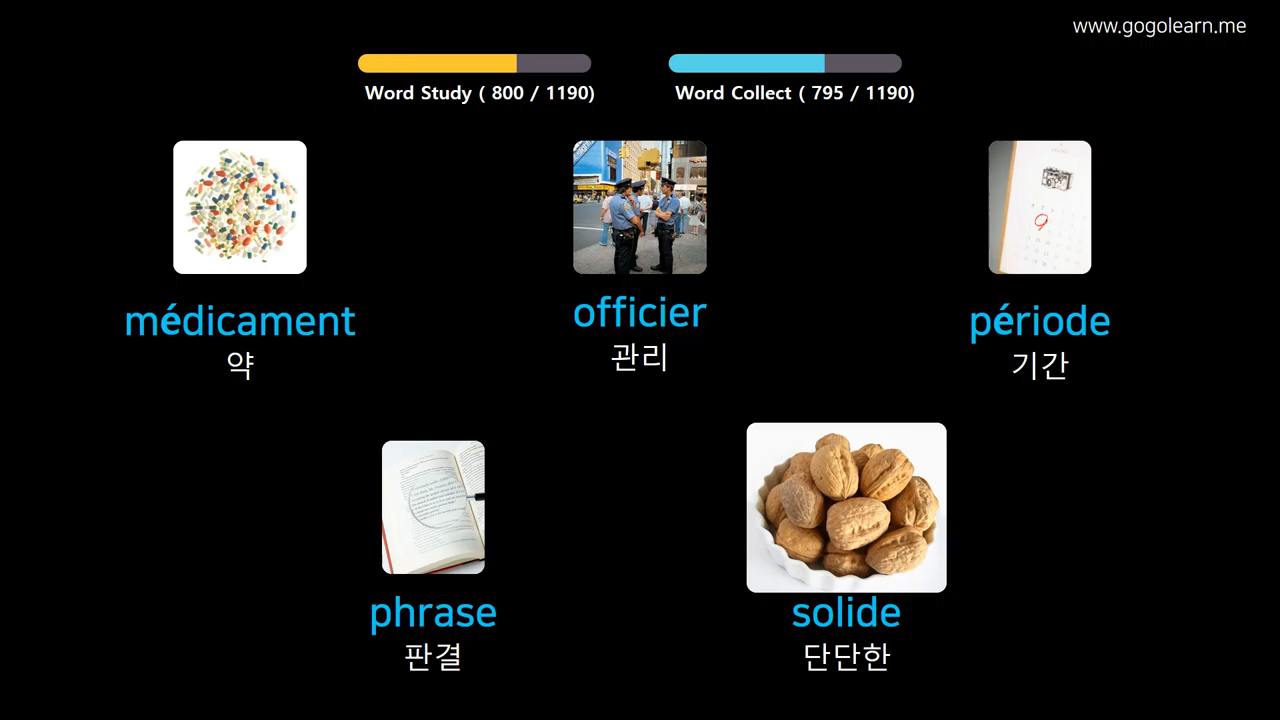 www.gogolearn.me
Word Study ( 800 / 1190)
Word Collect ( 795 / 1190)
médicament
약
officier
관리
période
기간
phrase
판결
solide
단단한